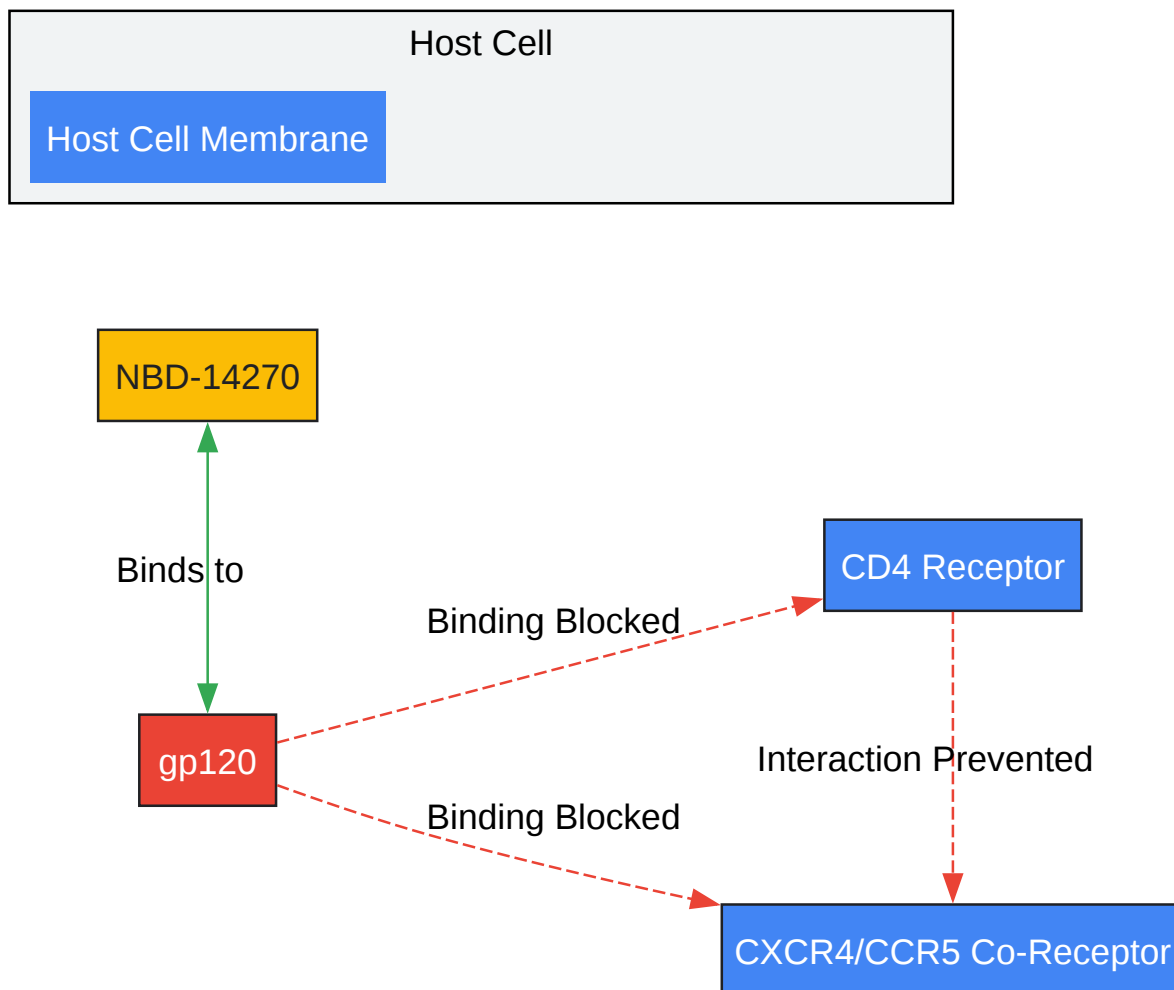 Host Cell
Host Cell Membrane
NBD-14270
Binds to
CD4 Receptor
Binding Blocked
gp120
Interaction Prevented
Binding Blocked
CXCR4/CCR5 Co-Receptor